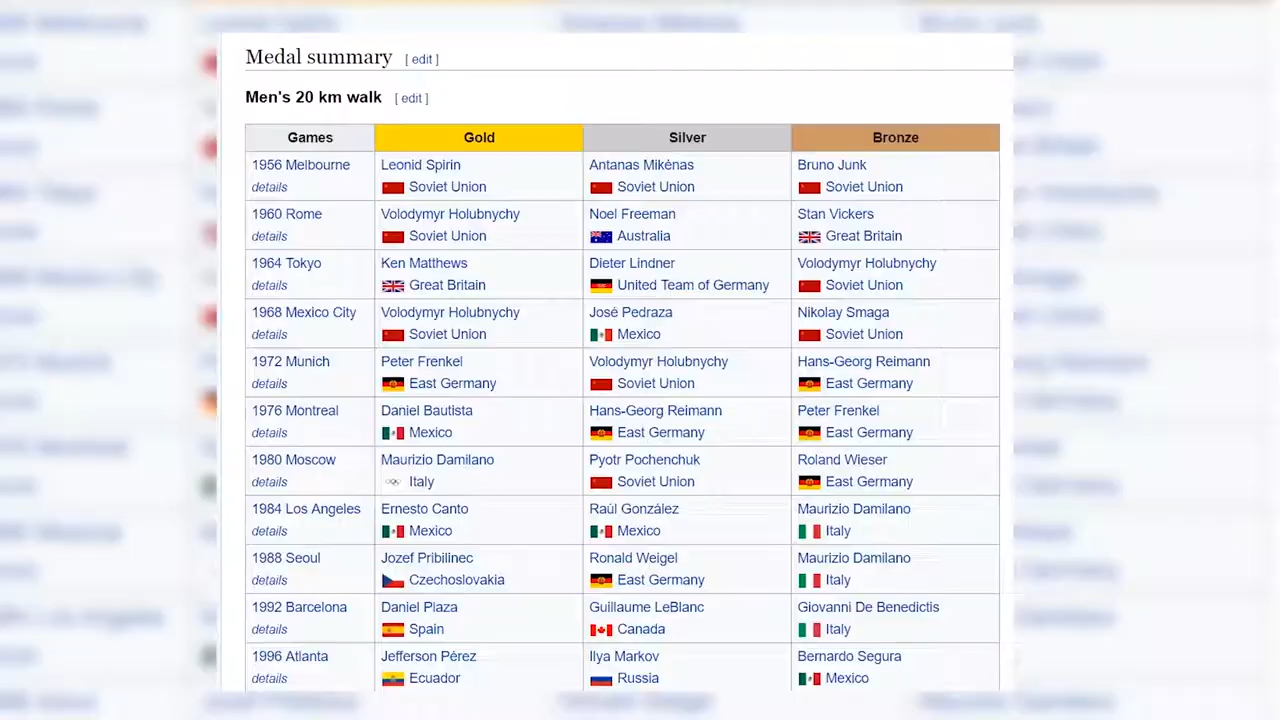 Medal summary [ edit ]
Men's 20 km walk [ edit ]
Games Gold Silver Bronze
1956 Melbourne Leonid Spirin Antanas Mikėnas Bruno Junk
details Soviet Union Soviet Union Soviet Union
1960 Rome Volodymyr Holubnychy Noel Freeman Stan Vickers
details Soviet Union Australia Great Britain
1964 Tokyo Ken Matthews Dieter Lindner Volodymyr Holubnychy
details Great Britain United Team of Germany Soviet Union
1968 Mexico City Volodymyr Holubnychy José Pedraza Nikolay Smaga
details Soviet Union Mexico Soviet Union
1972 Munich Peter Frenkel Volodymyr Holubnychy Hans-Georg Reimann
details East Germany Soviet Union East Germany
1976 Montreal Daniel Bautista Hans-Georg Reimann Peter Frenkel
details Mexico East Germany East Germany
1980 Moscow Maurizio Damilano Pyotr Pochenchuk Roland Wieser
details Italy Soviet Union East Germany
1984 Los Angeles Ernesto Canto Raúl González Maurizio Damilano
details Mexico Mexico Italy
1988 Seoul Jozef Pribilinec Ronald Weigel Maurizio Damilano
details Czechoslovakia East Germany Italy
1992 Barcelona Daniel Plaza Guillaume LeBlanc Giovanni De Benedictis
details Spain Canada Italy
1996 Atlanta Jefferson Pérez Ilya Markov Bernardo Segura
details Ecuador Russia Mexico